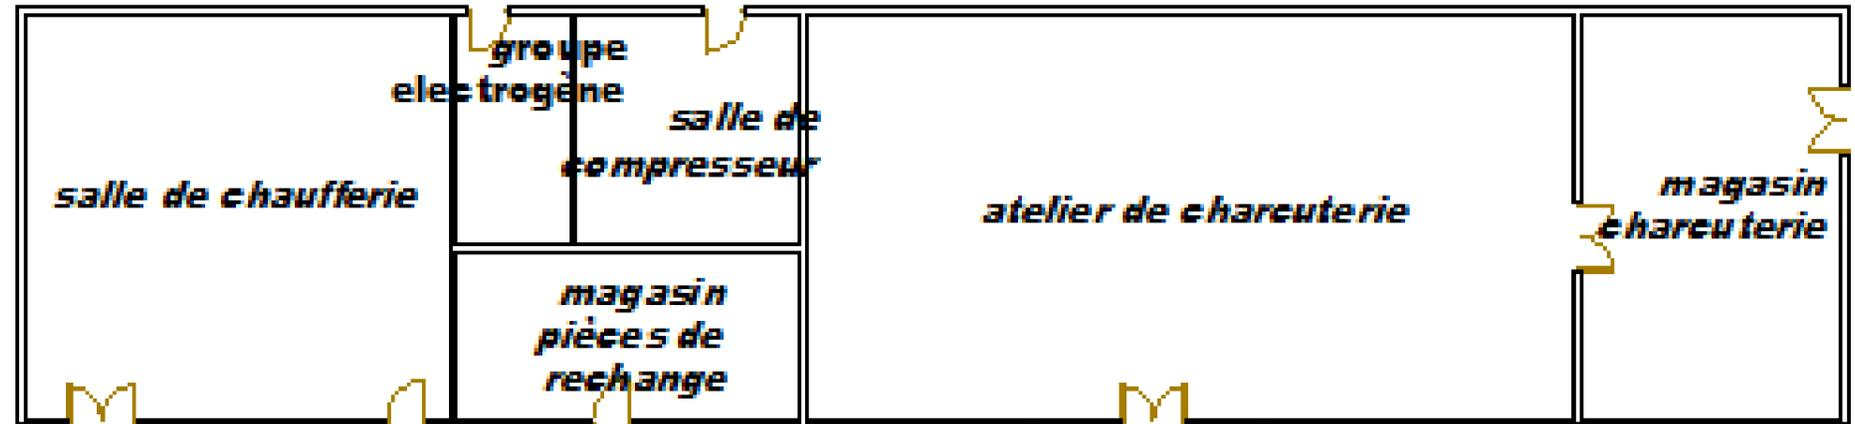 salle de chaufferie
groupe
electrogène
salle de
compresseur
magasin
pièces de
rechange
atelier de charcuterie
magasin
charcuterie